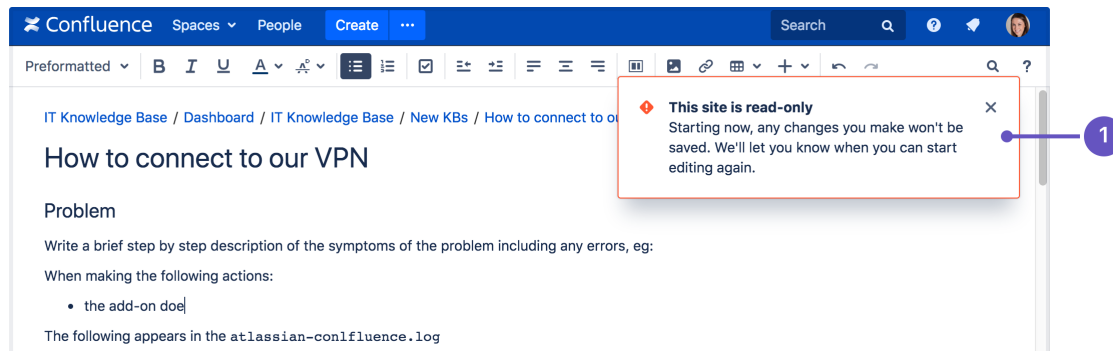 Confluence Spaces People Create ··· Search ?
Preformatted B I U A ?
IT Knowledge Base / Dashboard / IT Knowledge Base / New KBs / How to connect to ou
This site is read-only
Starting now, any changes you make won't be
saved. We'll let you know when you can start
editing again.
1
How to connect to our VPN
Problem
Write a brief step by step description of the symptoms of the problem including any errors, eg:
When making the following actions:
• the add-on doe
The following appears in the atlassian-conlfluence.log